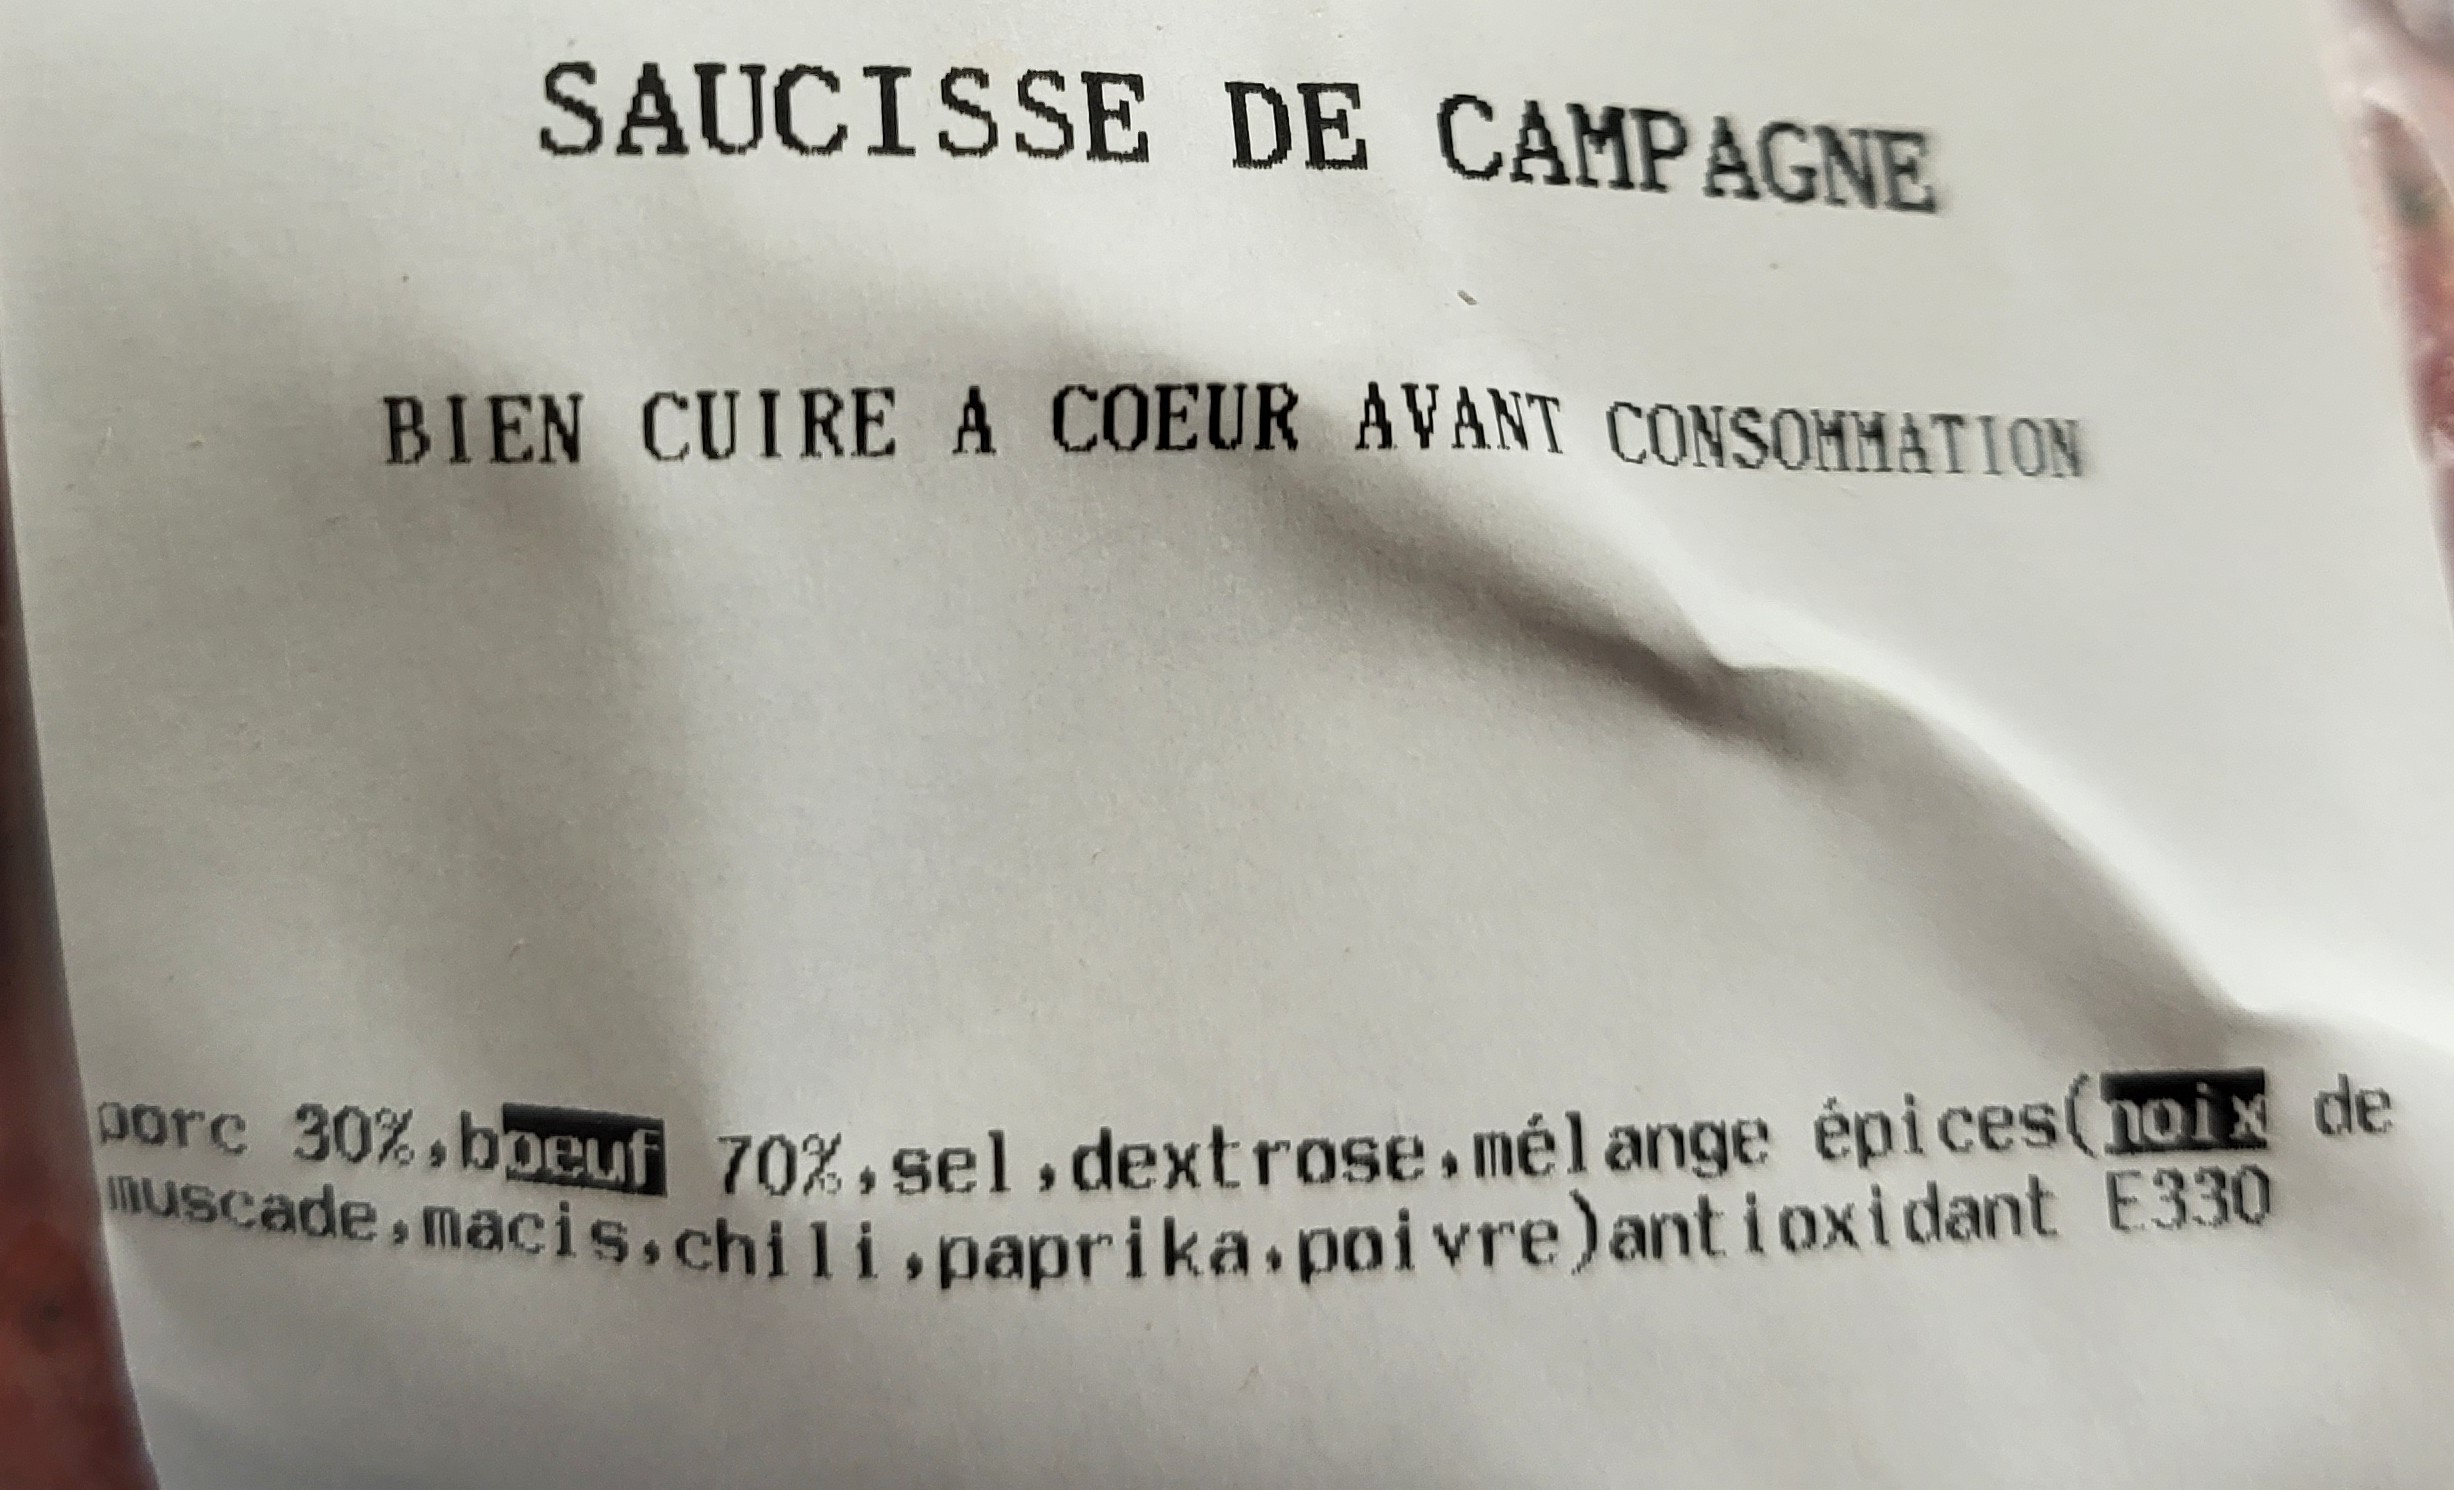 SAUCISSE DE CAMPAGNE
BIEN CUIRE A COEUR AVANT CONSOMMATION
porc 30%,boeuf 70%,sel,dextrose,mélange épices(noix de
muscade,macis,chili,paprika,poivre)antioxidant E330